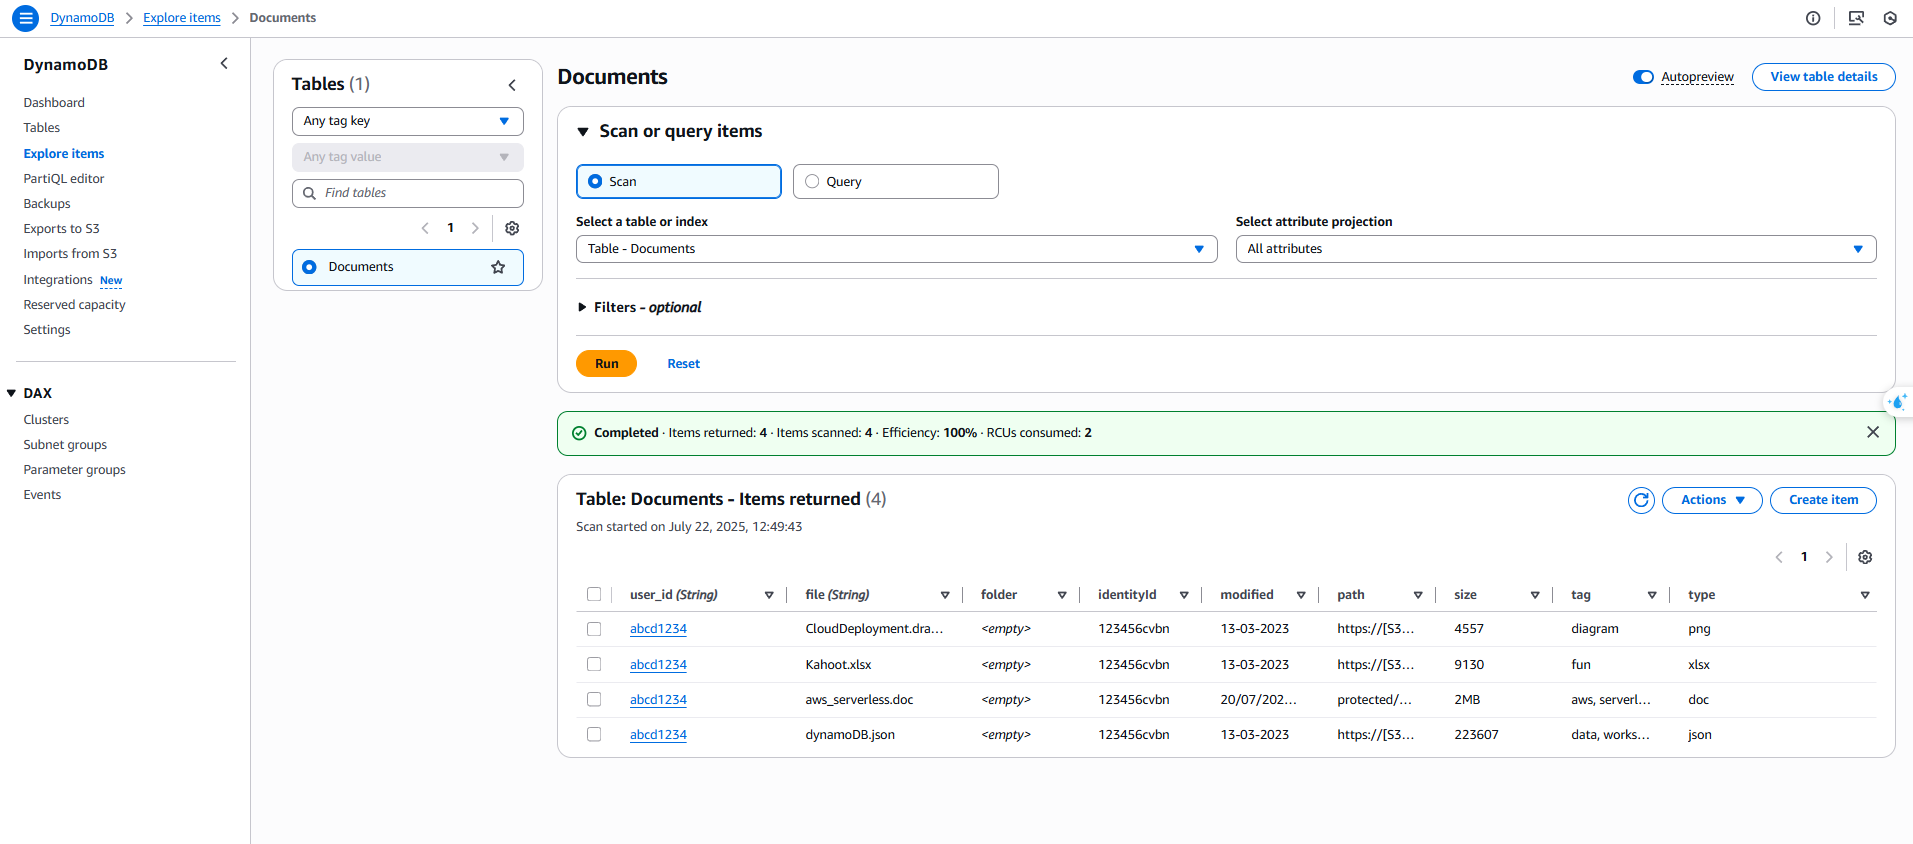 DynamoDB > Explore items > Documents
DynamoDB
Dashboard
Tables
Explore items
PartiQL editor
Backups
Exports to S3
Imports from S3
Integrations New
Reserved capacity
Settings
DAX
Clusters
Subnet groups
Parameter groups
Events
Tables (1)
Any tag key
Any tag value
Find tables
1
Documents
Documents
Autopreview
View table details
Scan or query items
Scan
Query
Select a table or index
Table - Documents
Select attribute projection
All attributes
Filters - optional
Run
Reset
Completed · Items returned: 4 · Items scanned: 4 · Efficiency: 100% · RCUs consumed: 2
Table: Documents - Items returned (4)
Scan started on July 22, 2025, 12:49:43
Actions
Create item
1
user_id (String) file (String) folder identityId modified path size tag type
abcd1234 CloudDeployment.dra... <empty> 123456cvbn 13-03-2023 https://[S3... 4557 diagram png
abcd1234 Kahoot.xlsx <empty> 123456cvbn 13-03-2023 https://[S3... 9130 fun xlsx
abcd1234 aws_serverless.doc <empty> 123456cvbn 20/07/202... protected/... 2MB aws, serverl... doc
abcd1234 dynamoDB.json <empty> 123456cvbn 13-03-2023 https://[S3... 223607 data, works... json